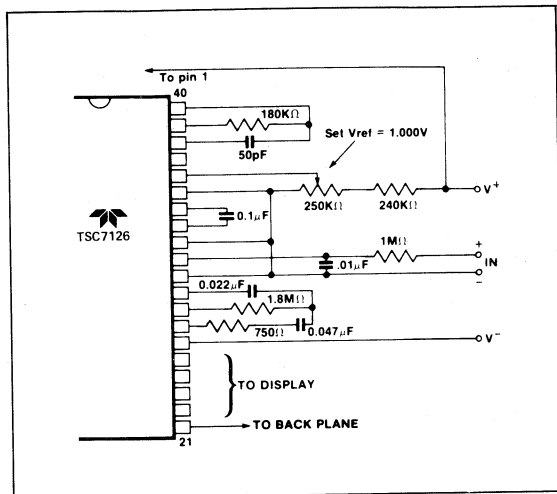 To pin 1
40
180KΩ
Set Vref = 1.000V
50pF
V+
250KΩ
240KΩ
0.1μF
TSC7126
1MΩ
+
IN
.01μF
−
0.022μF
1.8MΩ
750Ω
0.047μF
V−
TO DISPLAY
TO BACK PLANE
21